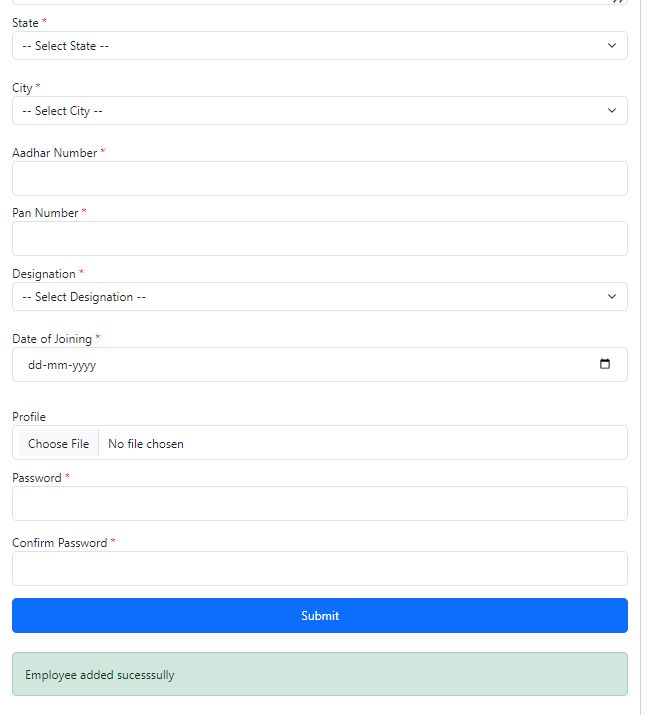 State *
-- Select State --
City *
-- Select City --
Aadhar Number *
Pan Number *
Designation *
-- Select Designation --
Date of Joining *
dd-mm-yyyy
Profile
Choose File No file chosen
Password *
Confirm Password *
Submit
Employee added sucesssully